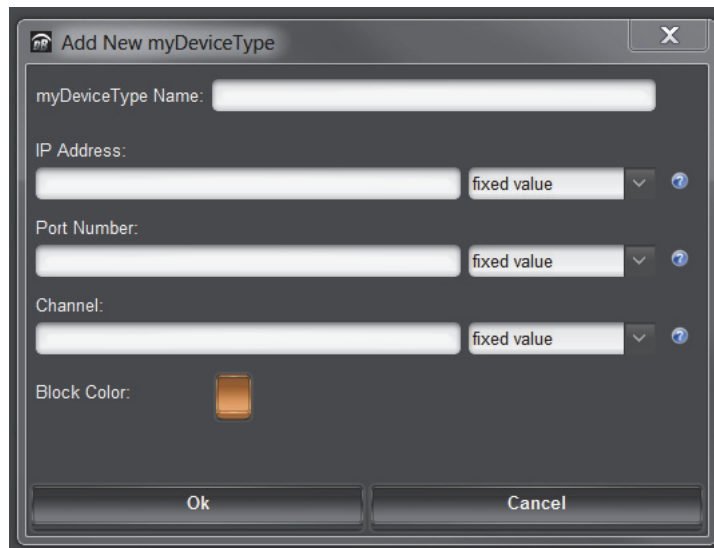 DB Add New myDeviceType X
myDeviceType Name:
IP Address:
fixed value
Port Number:
fixed value
Channel:
fixed value
Block Color:
Ok Cancel